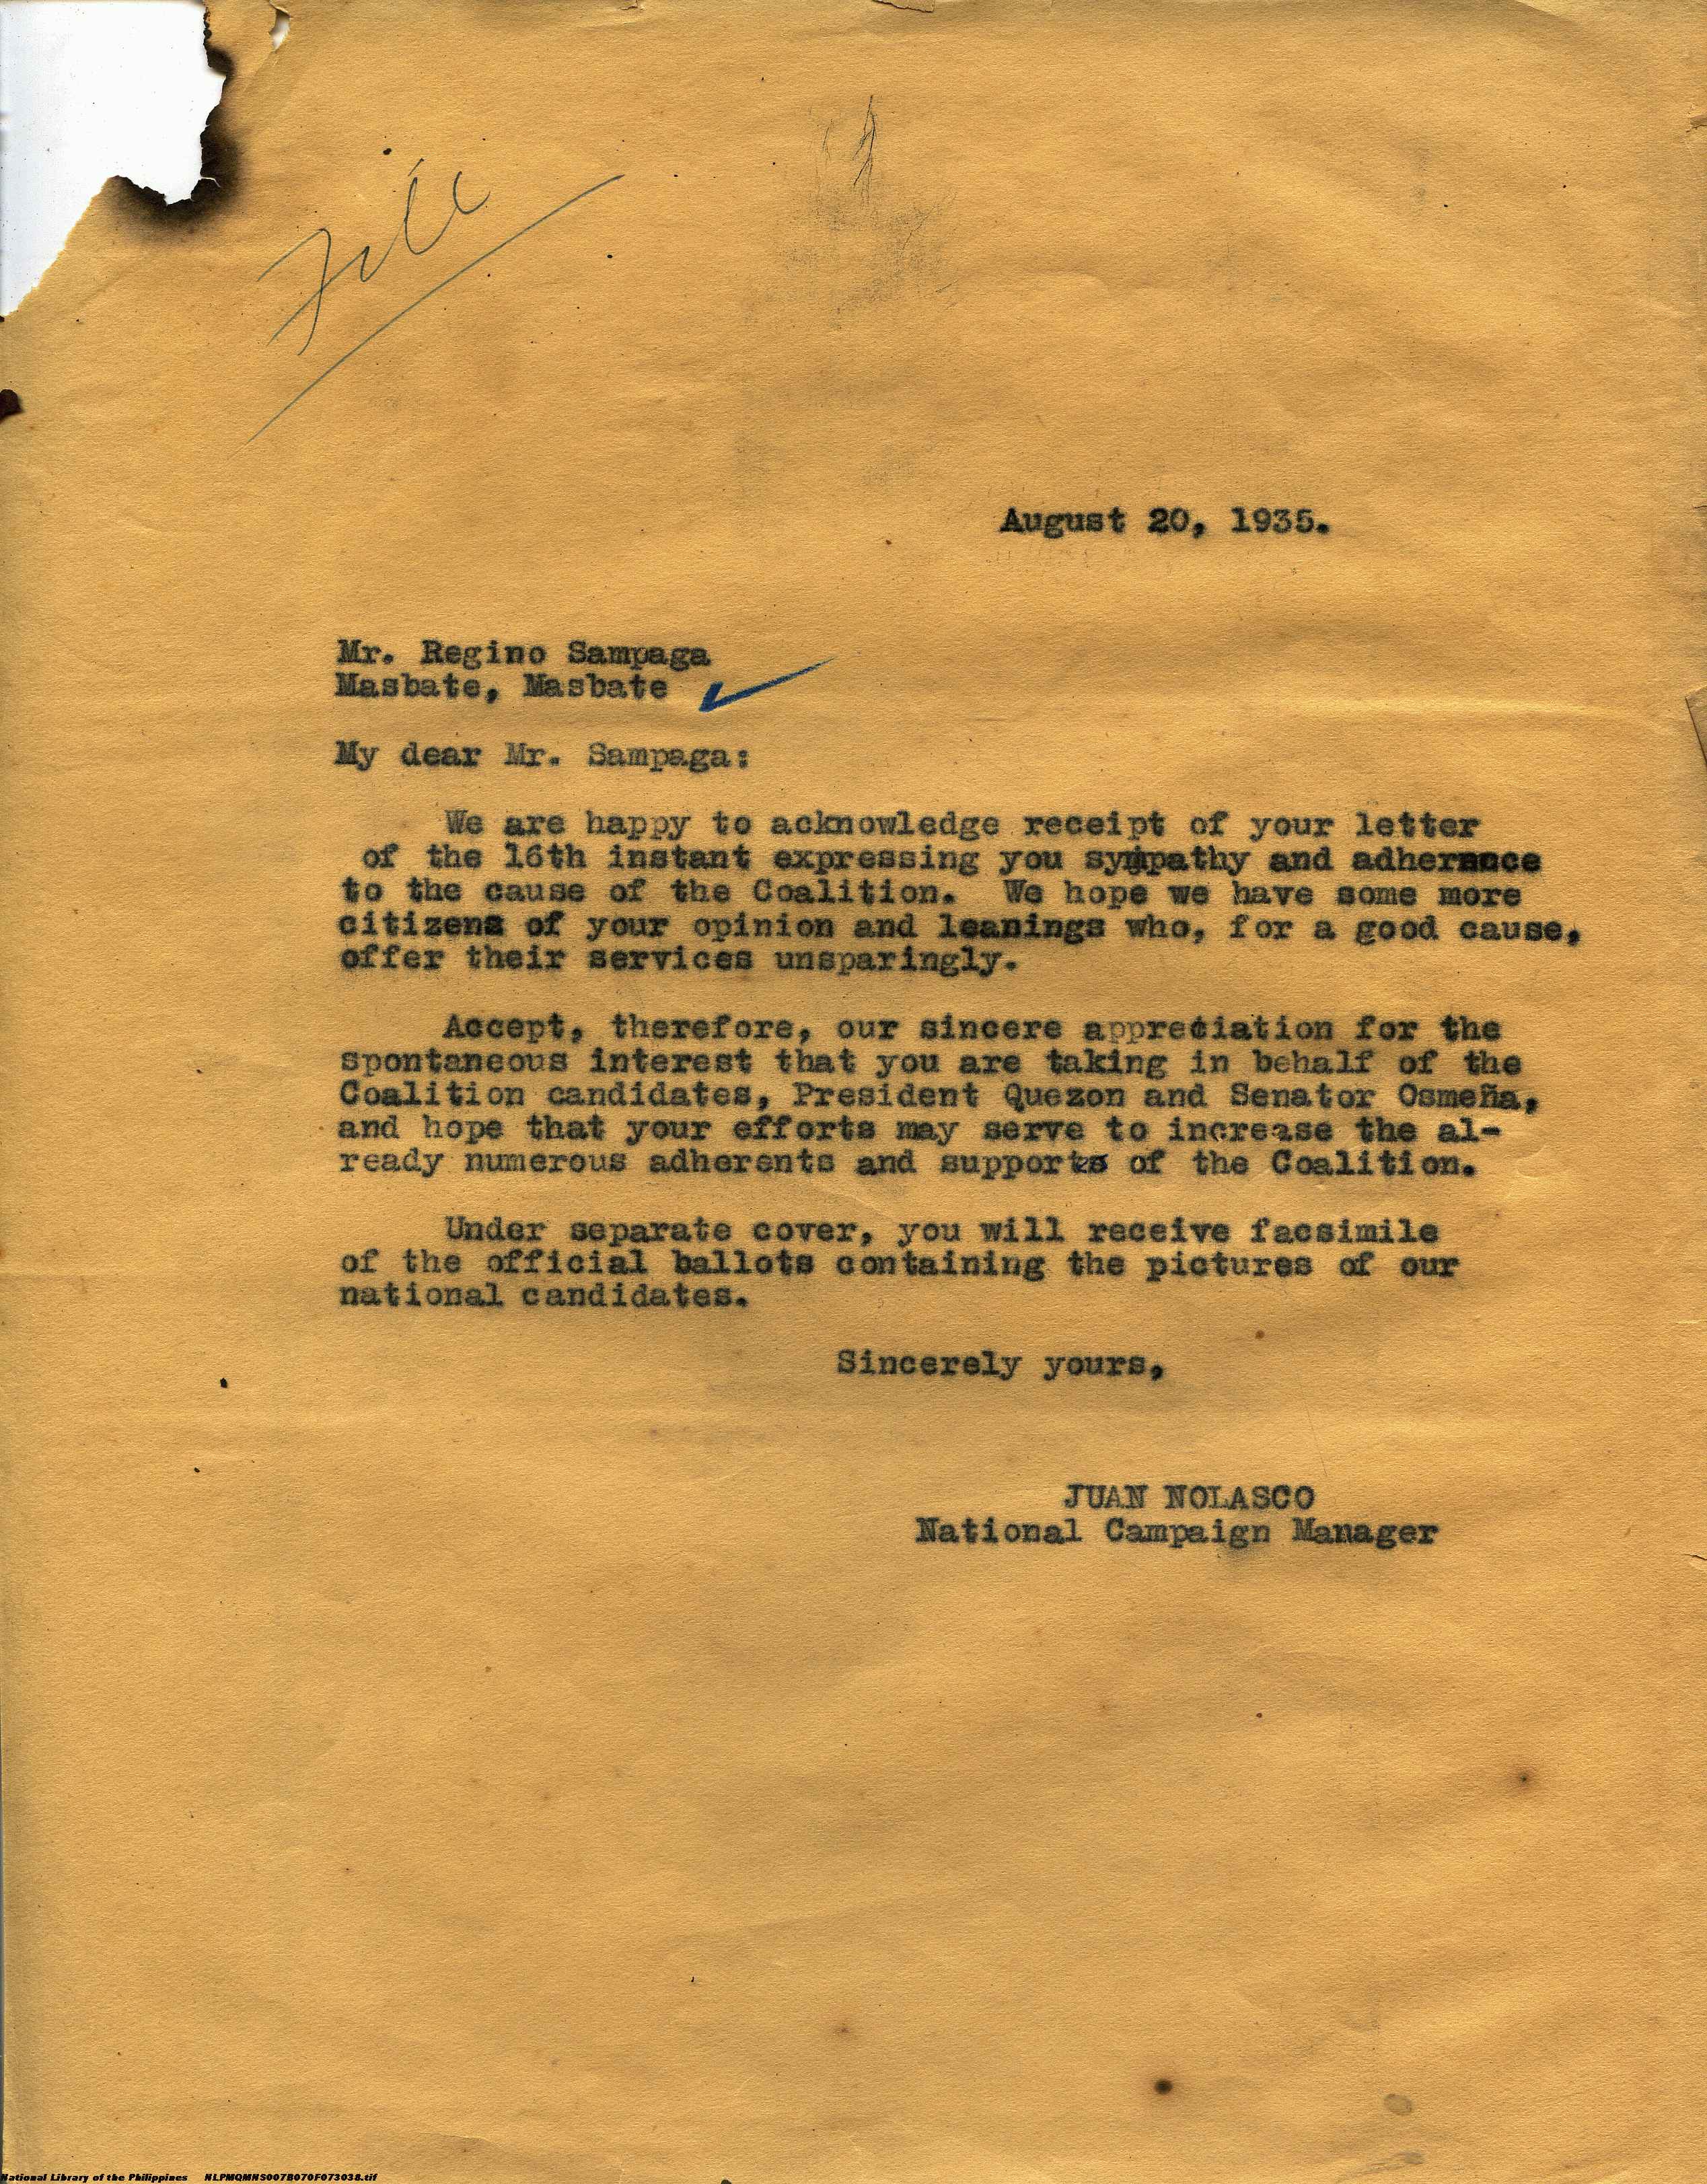 File
August 20, 1935.
Mr. Regino Sampaga
Masbate, Masbate
My dear Mr. Sampaga:
We are happy to acknowledge receipt of your letter
of the 16th instant expressing you sympathy and adherence
to the cause of the Coalition. We hope we have some more
citizens of your opinion and leanings who, for a good cause,
offer their services unsparingly.
Accept, therefore, our sincere appreciation for the
spontaneous interest that you are taking in behalf of the
Coalition candidates, President Quezon and Senator Osmeña,
and hope that your efforts may serve to increase the al-
ready numerous adherents and supports of the Coalition.
Under separate cover, you will receive facsimile
of the official ballots containing the pictures of our
national candidates.
Sincerely yours,
JUAN NOLASCO
National Campaign Manager
National Library of the Philippines NLPMQMNS007B070F073038.tif